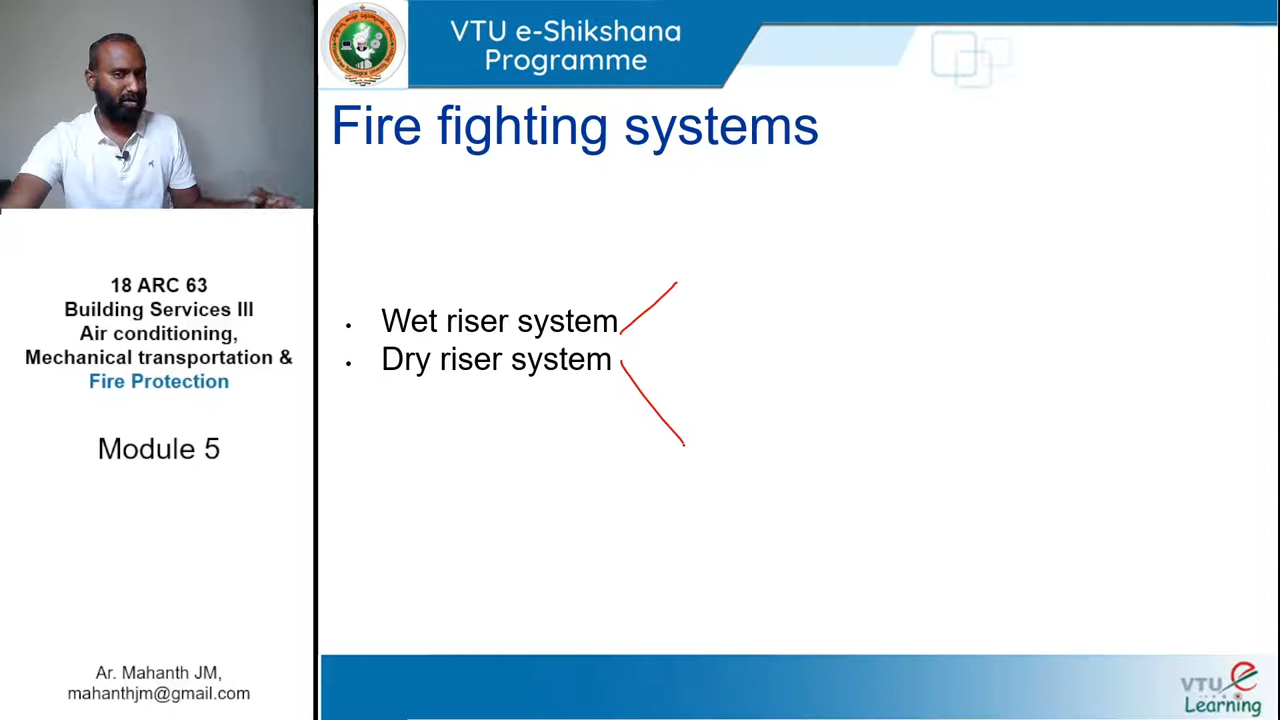 VTU e-Shikshana
Programme
Fire fighting systems
18 ARC 63
Building Services III
Air conditioning,
Mechanical transportation &
Fire Protection
Module 5
• Wet riser system
• Dry riser system
Ar. Mahanth JM,
mahanthjm@gmail.com
VTU e
Learning